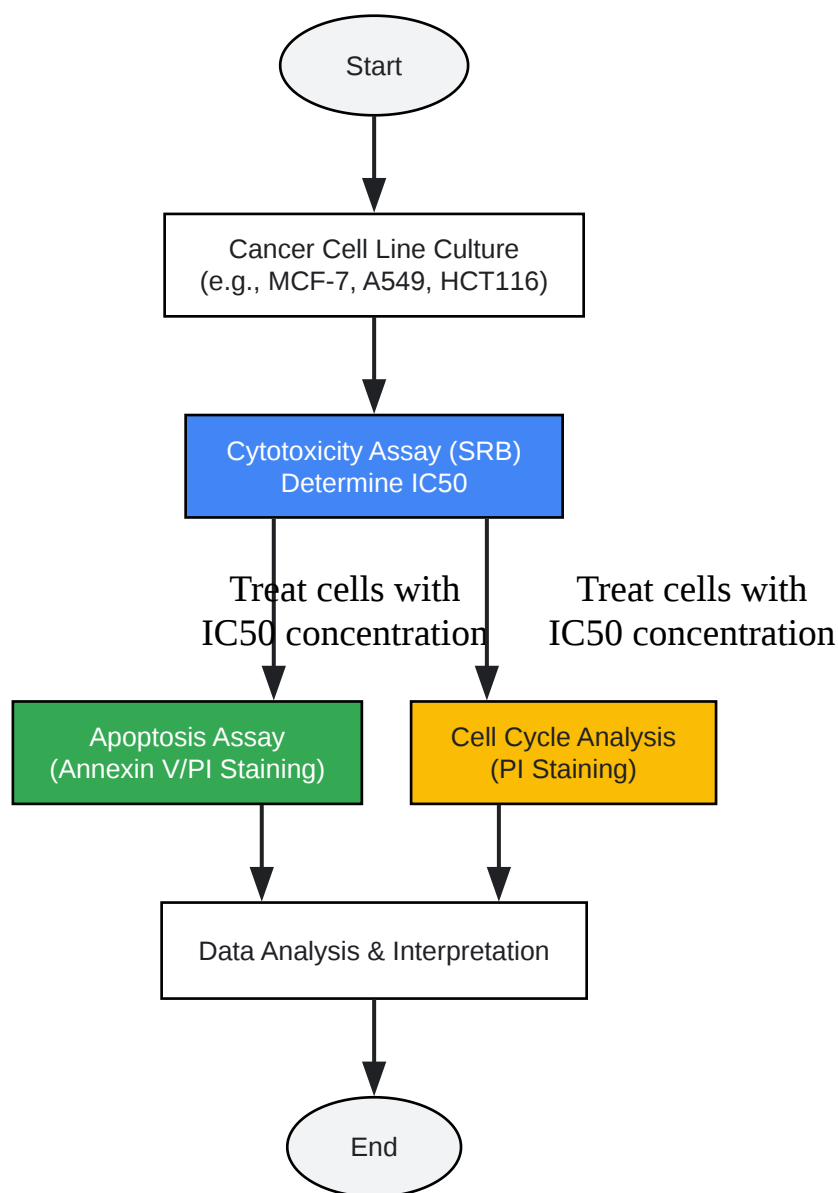 Start
Cancer Cell Line Culture
(e.g., MCF-7, A549, HCT116)
Cytotoxicity Assay (SRB)
Determine IC50
Treat cells with
IC50 concentration
Treat cells with
IC50 concentration
Apoptosis Assay
(Annexin V/PI Staining)
Cell Cycle Analysis
(PI Staining)
Data Analysis & Interpretation
End